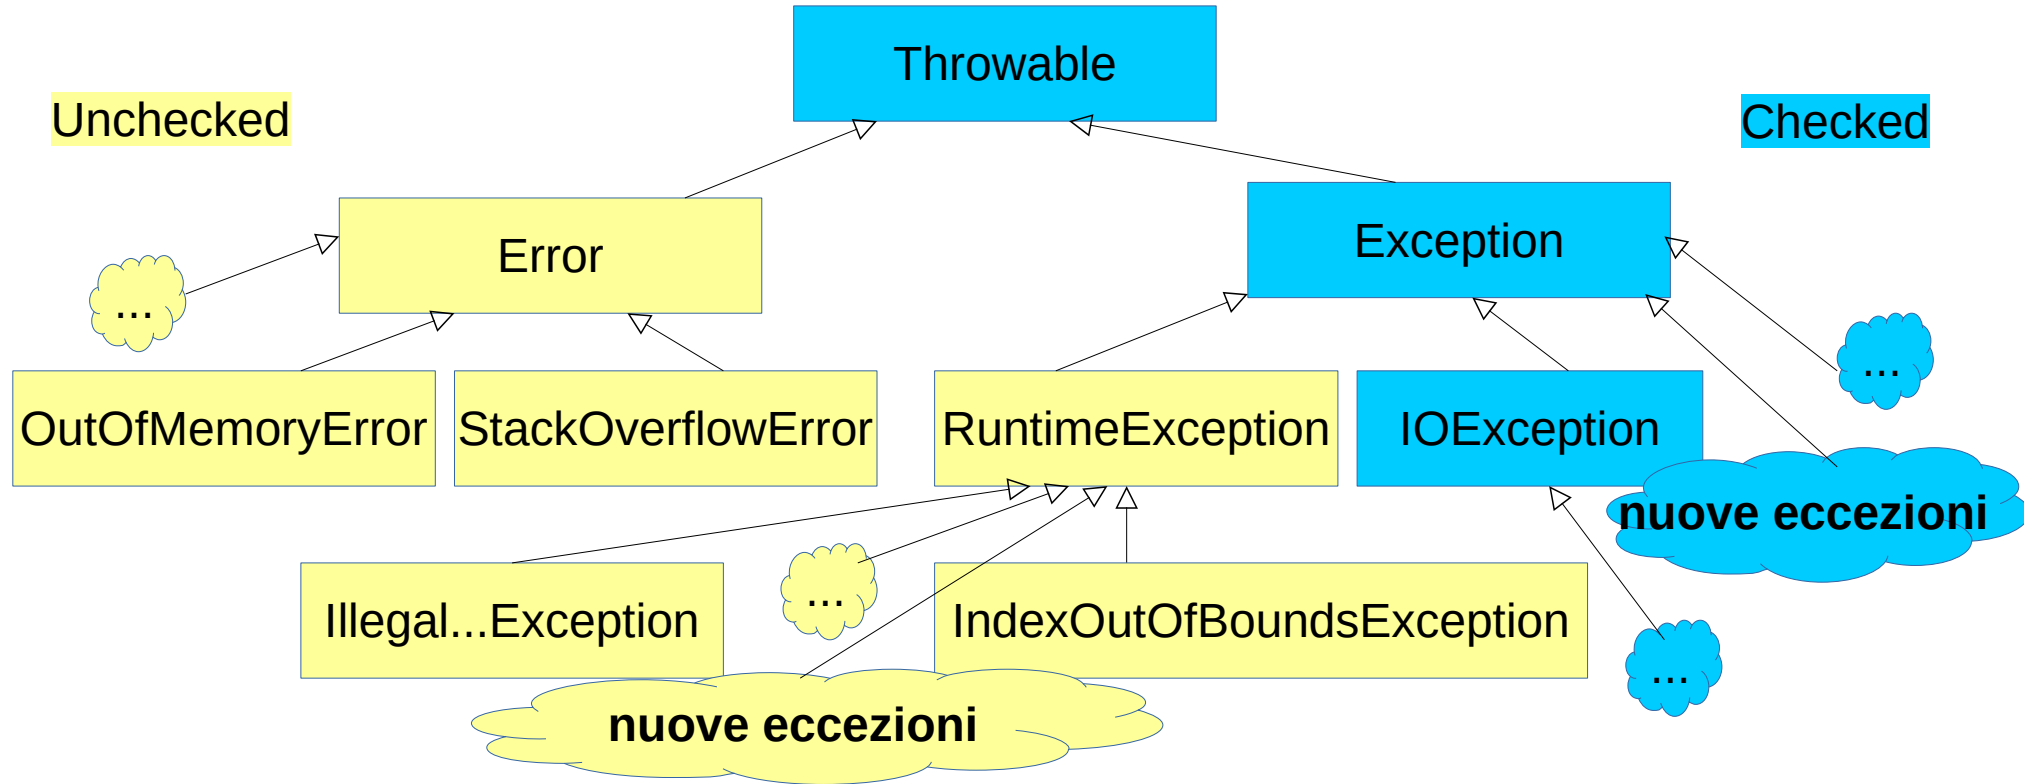 Throwable
Unchecked
Checked
Error
Exception
...
...
OutOfMemoryError
StackOverflowError
RuntimeException
IOException
nuove eccezioni
Illegal...Exception
...
IndexOutOfBoundsException
...
nuove eccezioni